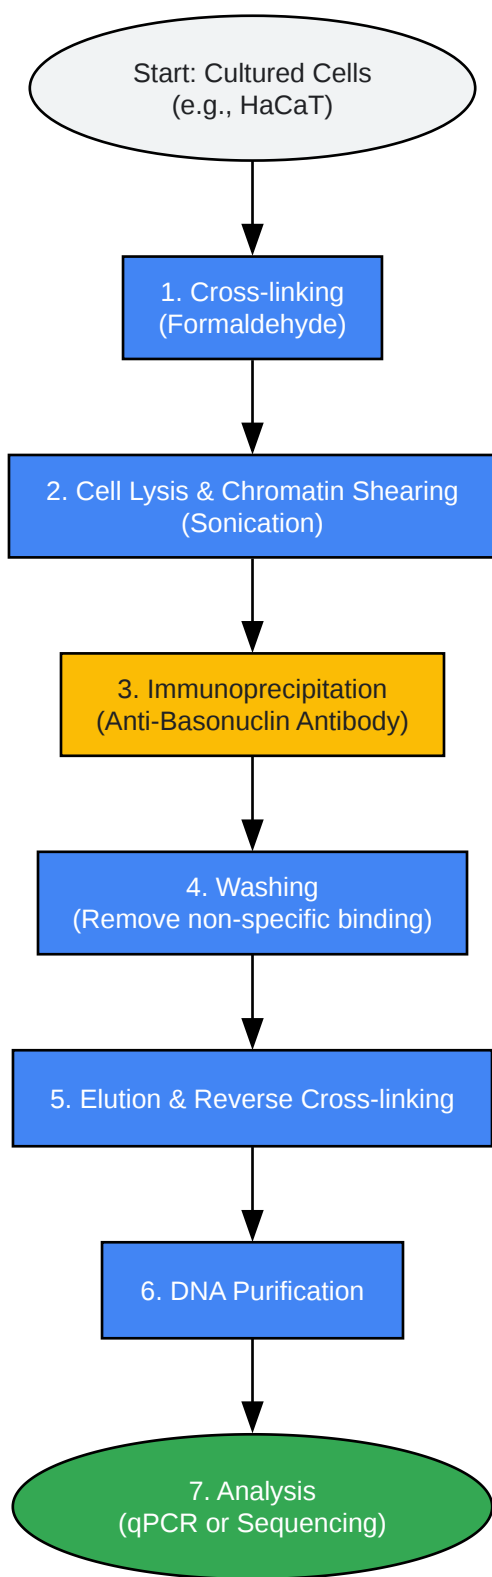 Start: Cultured Cells
(e.g., HaCaT)
1. Cross-linking
(Formaldehyde)
2. Cell Lysis & Chromatin Shearing
(Sonication)
3. Immunoprecipitation
(Anti-Basonuclin Antibody)
4. Washing
(Remove non-specific binding)
5. Elution & Reverse Cross-linking
6. DNA Purification
7. Analysis
(qPCR or Sequencing)